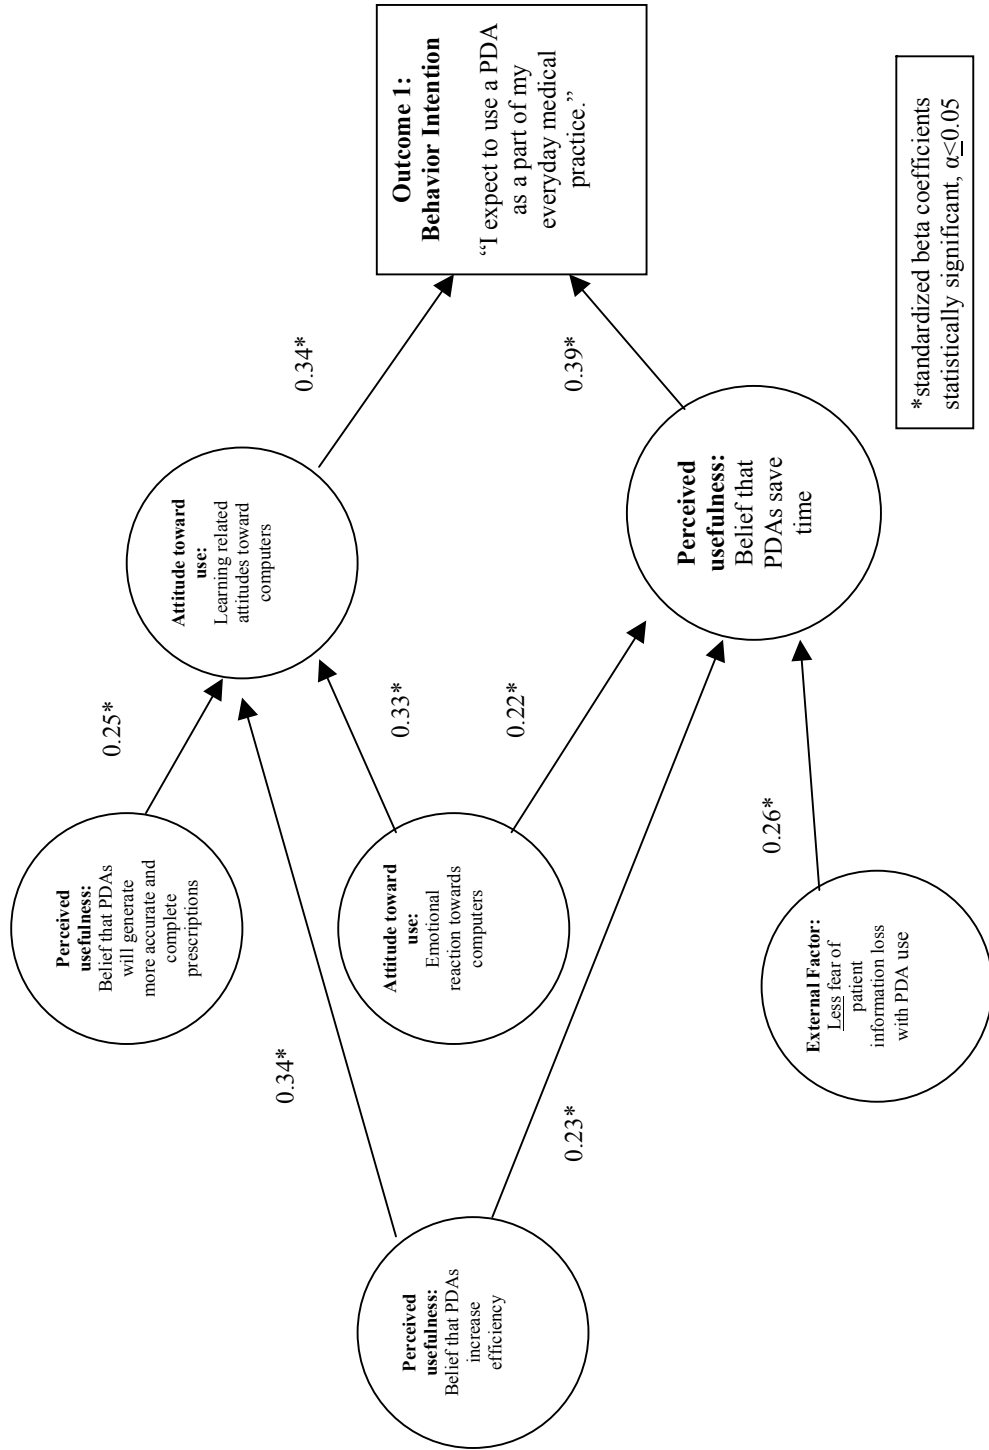 Perceived
usefulness:
Belief that PDAs
increase
efficiency
0.34*
0.23*
Perceived
usefulness:
Belief that PDAs
will generate
more accurate and
complete
prescriptions
Attitude toward
use:
Emotional
reaction towards
computers
External Factor:
Less fear of
patient
information loss
with PDA use
0.25*
0.33*
0.22*
0.26*
Attitude toward
use:
Learning related
attitudes toward
computers
Perceived
usefulness:
Belief that
PDAs save
time
0.34*
0.39*
Outcome 1:
Behavior Intention
“I expect to use a PDA
as a part of my
everyday medical
practice.”
*standardized beta coefficients
statistically significant, α≤0.05